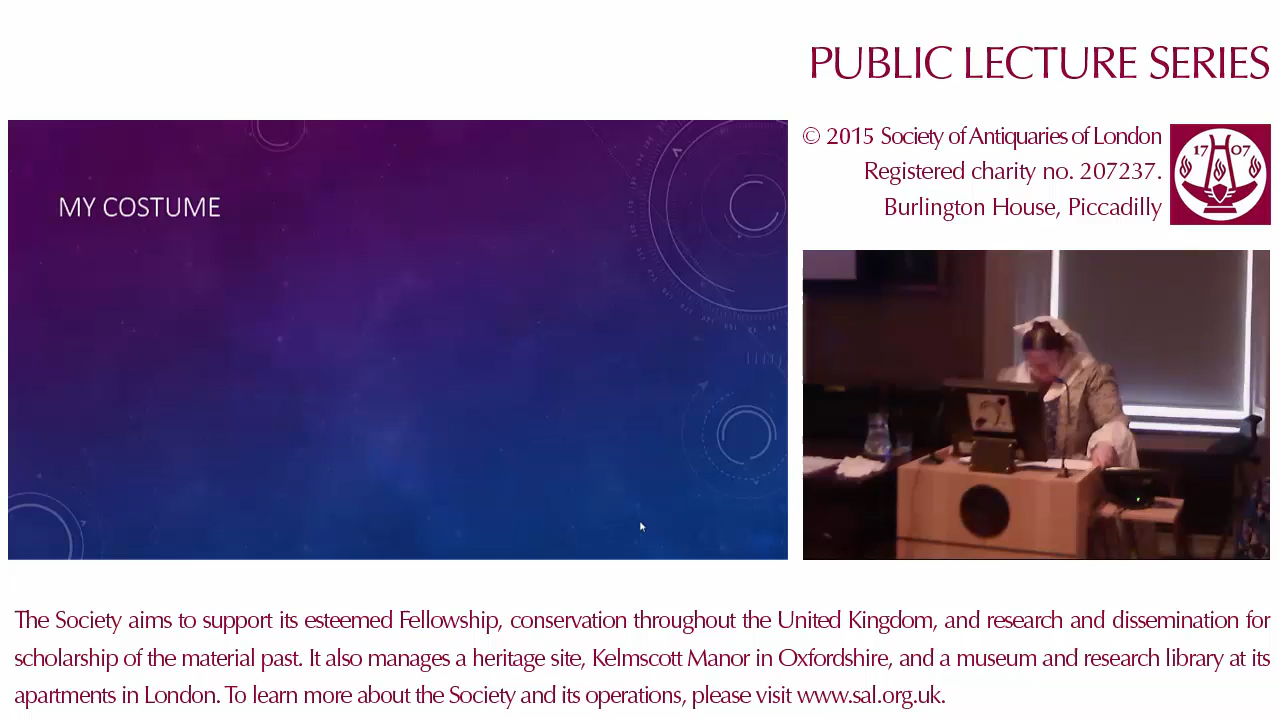 PUBLIC LECTURE SERIES
© 2015 Society of Antiquaries of London
Registered charity no. 207237.
Burlington House, Piccadilly
17 07
MY COSTUME
The Society aims to support its esteemed Fellowship, conservation throughout the United Kingdom, and research and dissemination for
scholarship of the material past. It also manages a heritage site, Kelmscott Manor in Oxfordshire, and a museum and research library at its
apartments in London. To learn more about the Society and its operations, please visit www.sal.org.uk.